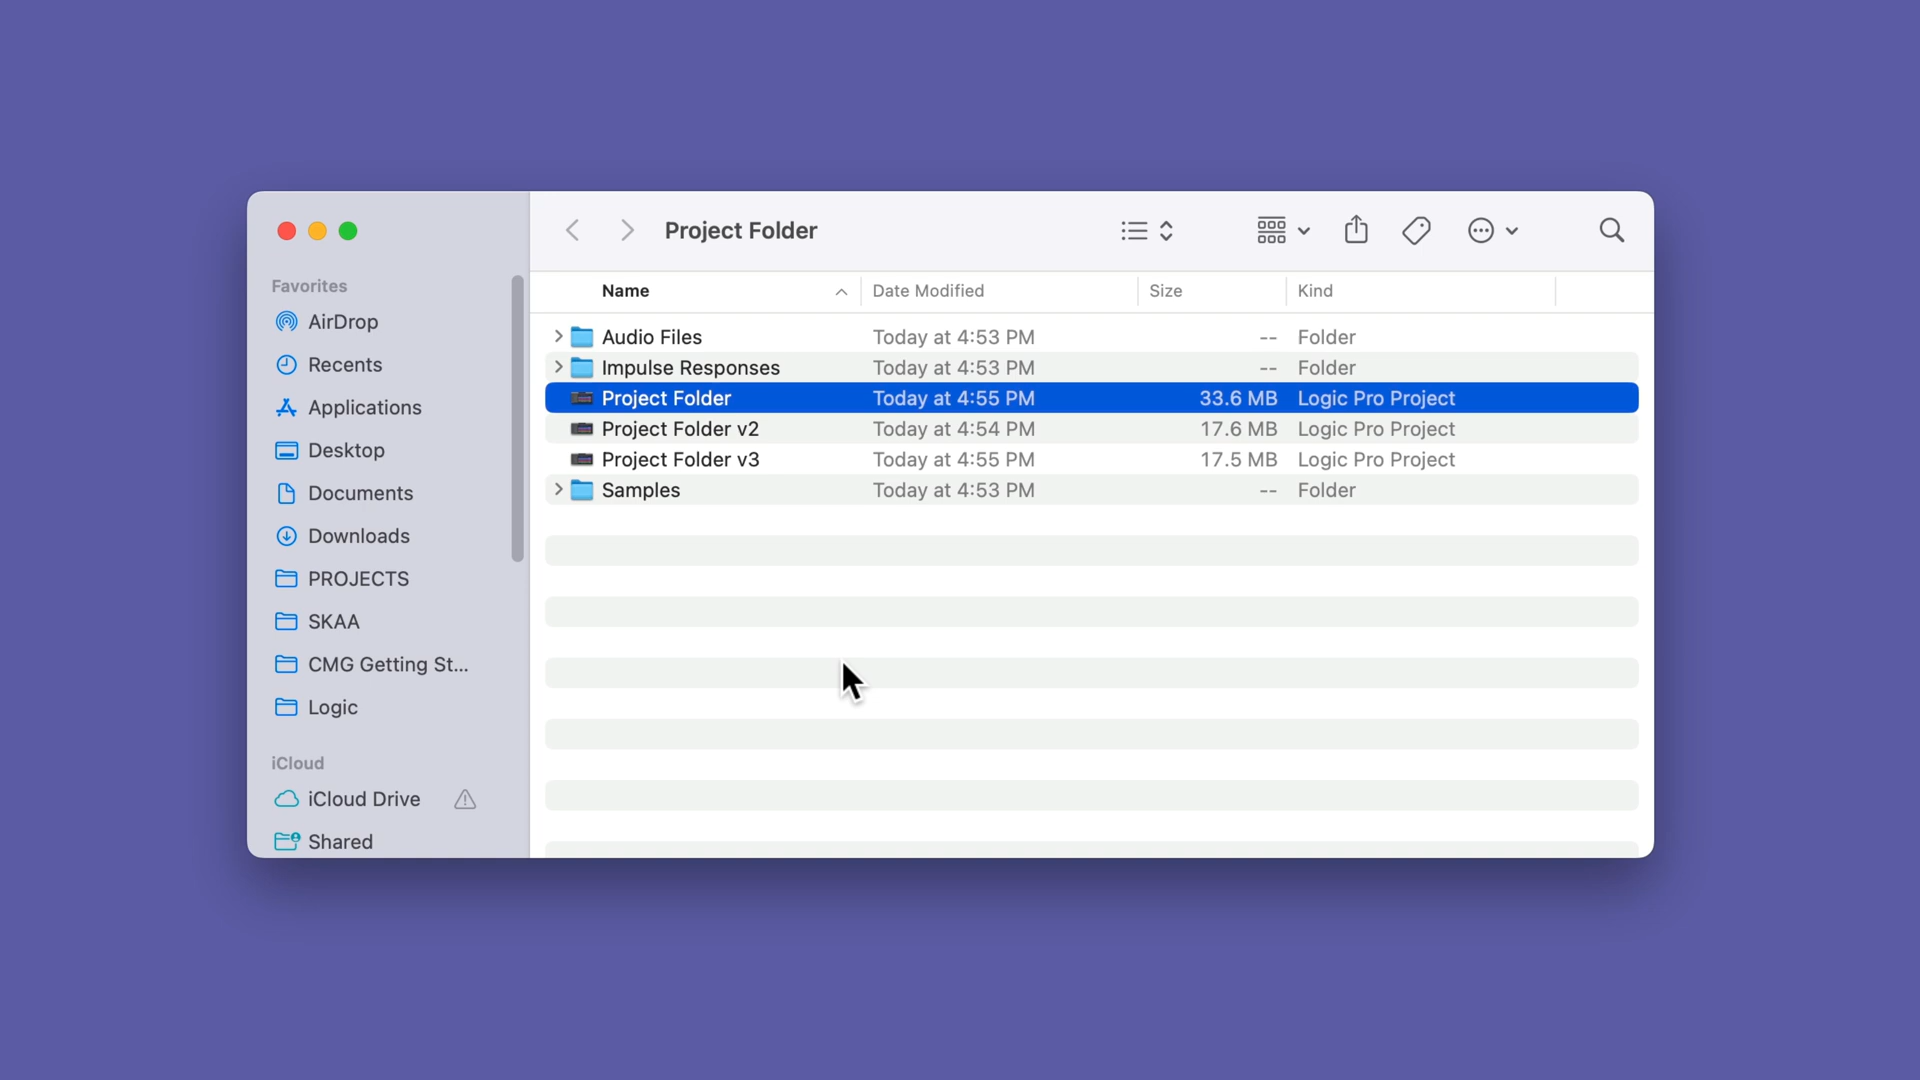 Project Folder
Favorites
AirDrop
Recents
Applications
Desktop
Documents
Downloads
PROJECTS
SKAA
CMG Getting St...
Logic
iCloud
iCloud Drive
Shared
Name Date Modified Size Kind
Audio Files Today at 4:53 PM -- Folder
Impulse Responses Today at 4:53 PM -- Folder
Project Folder Today at 4:55 PM 33.6 MB Logic Pro Project
Project Folder v2 Today at 4:54 PM 17.6 MB Logic Pro Project
Project Folder v3 Today at 4:55 PM 17.5 MB Logic Pro Project
Samples Today at 4:53 PM -- Folder